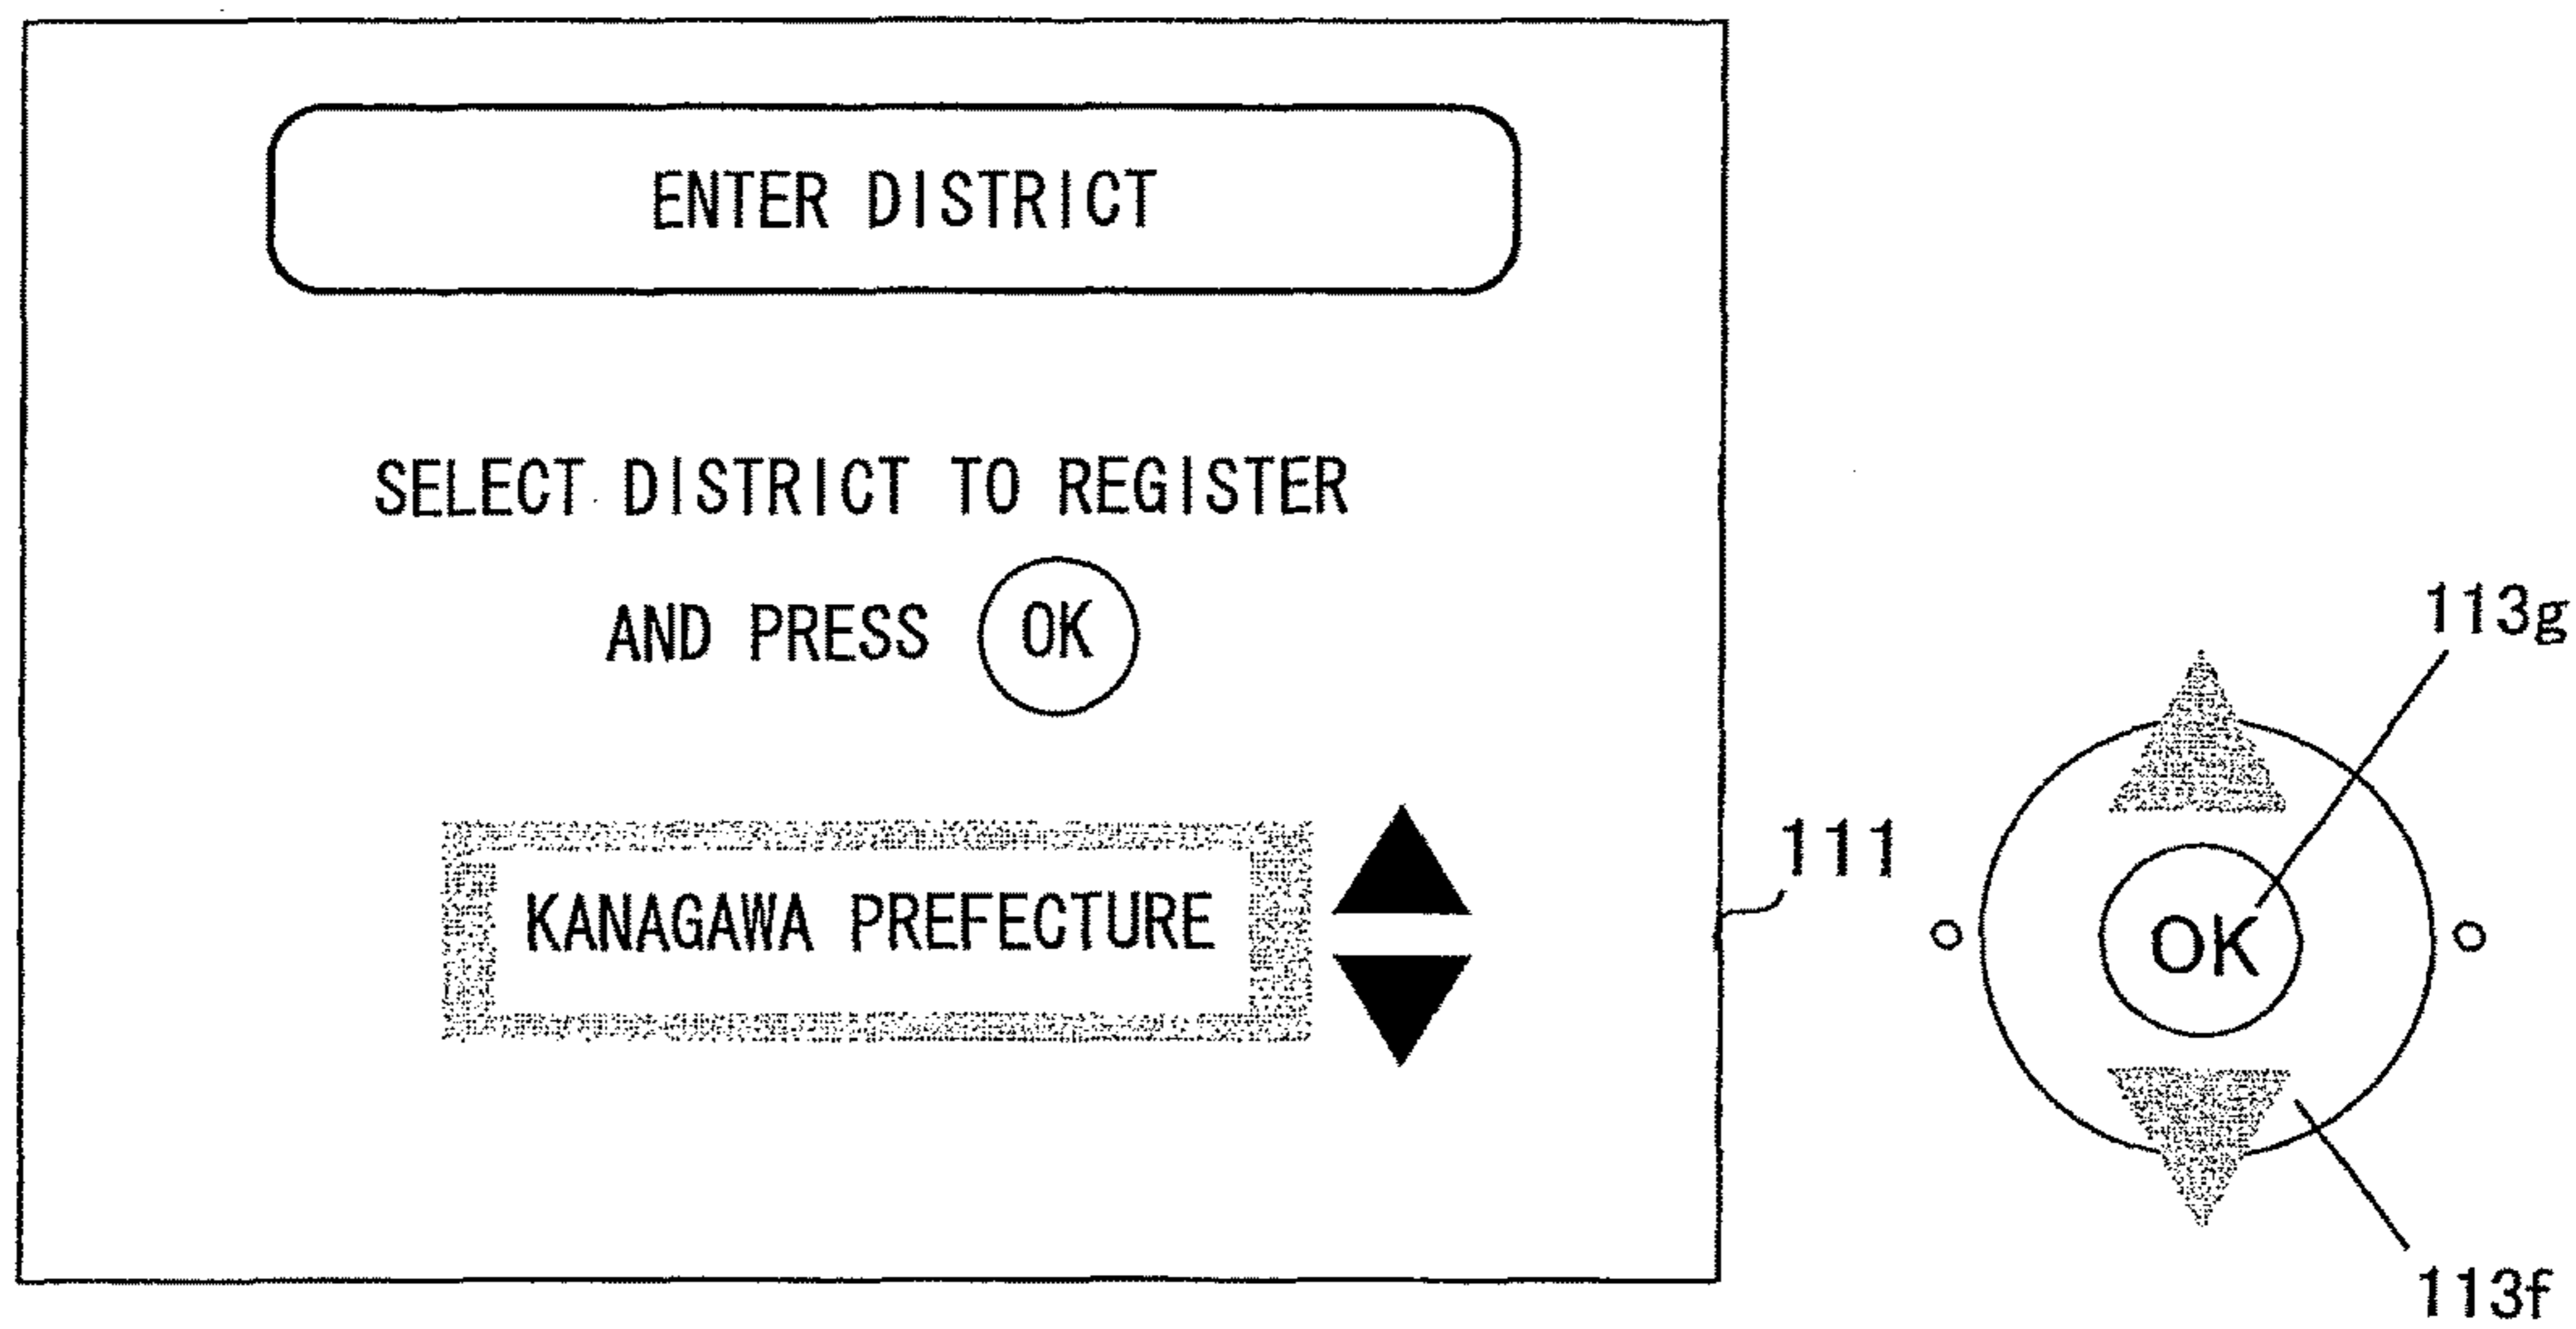 ENTER DISTRICT
SELECT DISTRICT TO REGISTER
AND PRESS OK
KANAGAWA PREFECTURE
111
113g
OK
113f